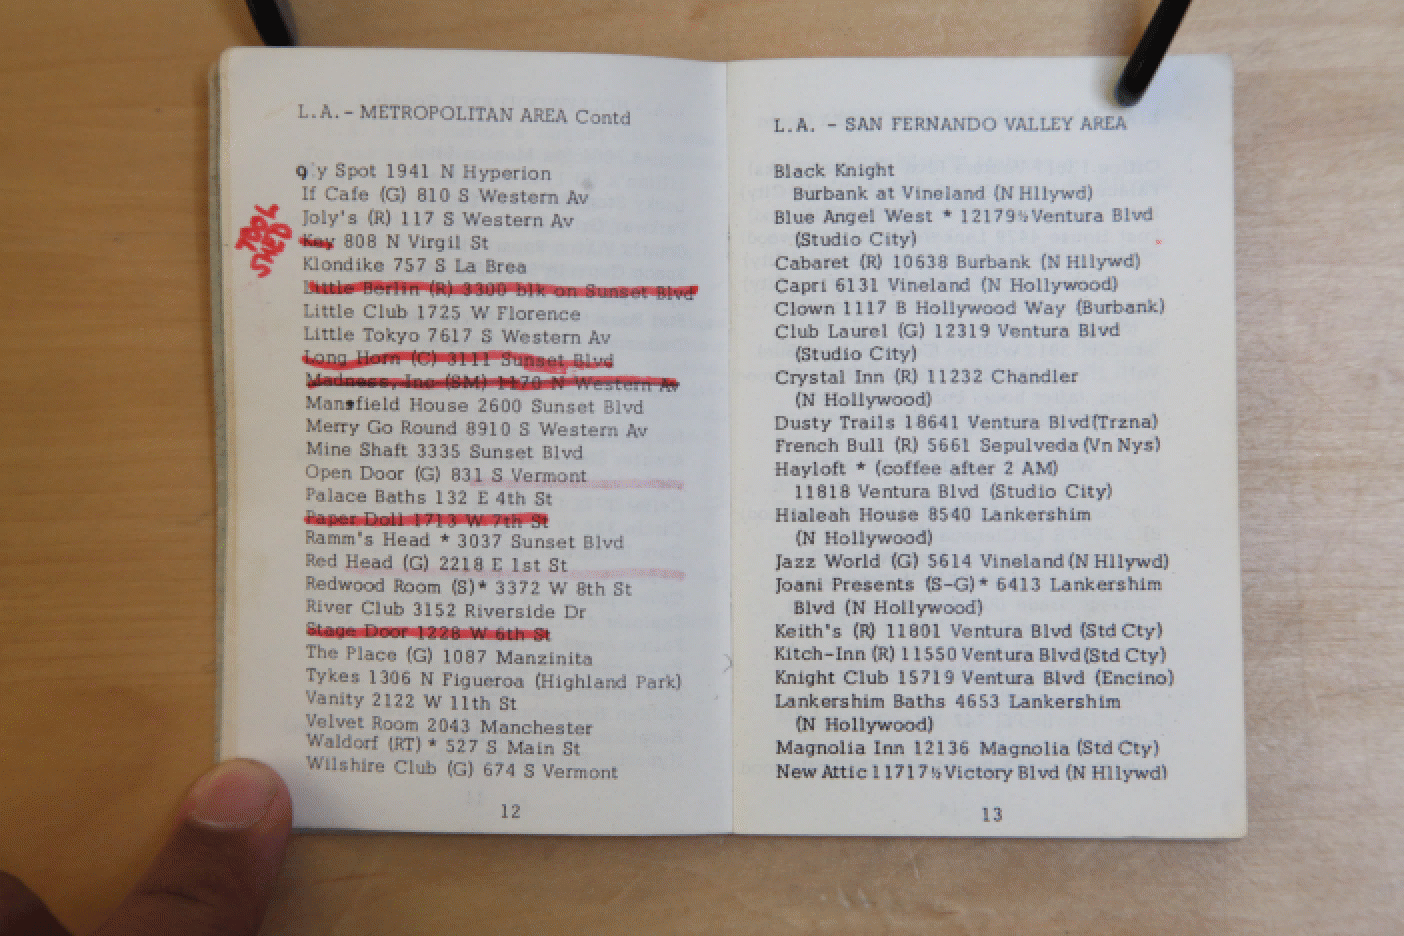 L.A. - METROPOLITAN AREA Contd
y Spot 1941 N Hyperion
If Cafe (G) 810 S Western Av
Joly's (R) 117 S Western Av
TOOL
SHED
Key 808 N Virgil St
Klondike 757 S La Brea
Little Berlin (R) 3300 blk on Sunset Blvd
Little Club 1725 W Florence
Little Tokyo 7617 S Western Av
Long Horn (C) 3111 Sunset Blvd
Madness, Inc (SM) 1170 N Western Av
Mansfield House 2600 Sunset Blvd
Merry Go Round 8910 S Western Av
Mine Shaft 3335 Sunset Blvd
Open Door (G) 831 S Vermont
Palace Baths 132 E 4th St
Paper Doll 1713 W 7th St
Ramm's Head * 3037 Sunset Blvd
Red Head (G) 2218 E 1st St
Redwood Room (S)* 3372 W 8th St
River Club 3152 Riverside Dr
Stage Door 1228 W 6th St
The Place (G) 1087 Manzinita
Tykes 1306 N Figueroa (Highland Park)
Vanity 2122 W 11th St
Velvet Room 2043 Manchester
Waldorf (RT) * 527 S Main St
Wilshire Club (G) 674 S Vermont
12
L.A. - SAN FERNANDO VALLEY AREA
Black Knight
Burbank at Vineland (N Hllywd)
Blue Angel West * 12179½ Ventura Blvd
(Studio City)
Cabaret (R) 10638 Burbank (N Hllywd)
Capri 6131 Vineland (N Hollywood)
Clown 1117 B Hollywood Way (Burbank)
Club Laurel (G) 12319 Ventura Blvd
(Studio City)
Crystal Inn (R) 11232 Chandler
(N Hollywood)
Dusty Trails 18641 Ventura Blvd (Trzna)
French Bull (R) 5661 Sepulveda (Vn Nys)
Hayloft * (coffee after 2 AM)
11818 Ventura Blvd (Studio City)
Hialeah House 8540 Lankershim
(N Hollywood)
Jazz World (G) 5614 Vineland (N Hllywd)
Joani Presents (S-G)* 6413 Lankershim
Blvd (N Hollywood)
Keith's (R) 11801 Ventura Blvd (Std Cty)
Kitch-Inn (R) 11550 Ventura Blvd (Std Cty)
Knight Club 15719 Ventura Blvd (Encino)
Lankershim Baths 4653 Lankershim
(N Hollywood)
Magnolia Inn 12136 Magnolia (Std Cty)
New Attic 11717½ Victory Blvd (N Hllywd)
13